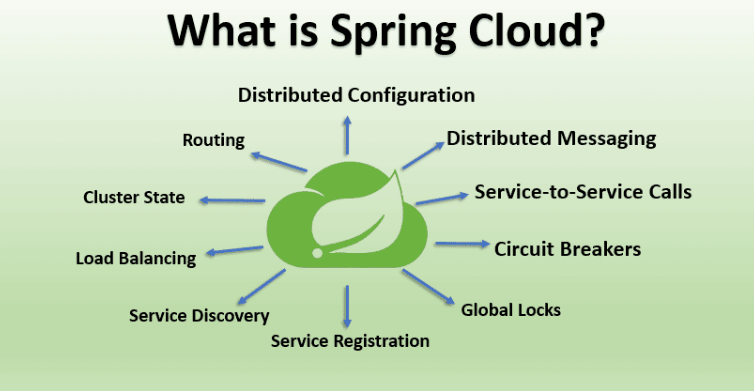 What is Spring Cloud?
Distributed Configuration
Routing
Distributed Messaging
Cluster State
Service-to-Service Calls
Load Balancing
Circuit Breakers
Service Discovery
Global Locks
Service Registration